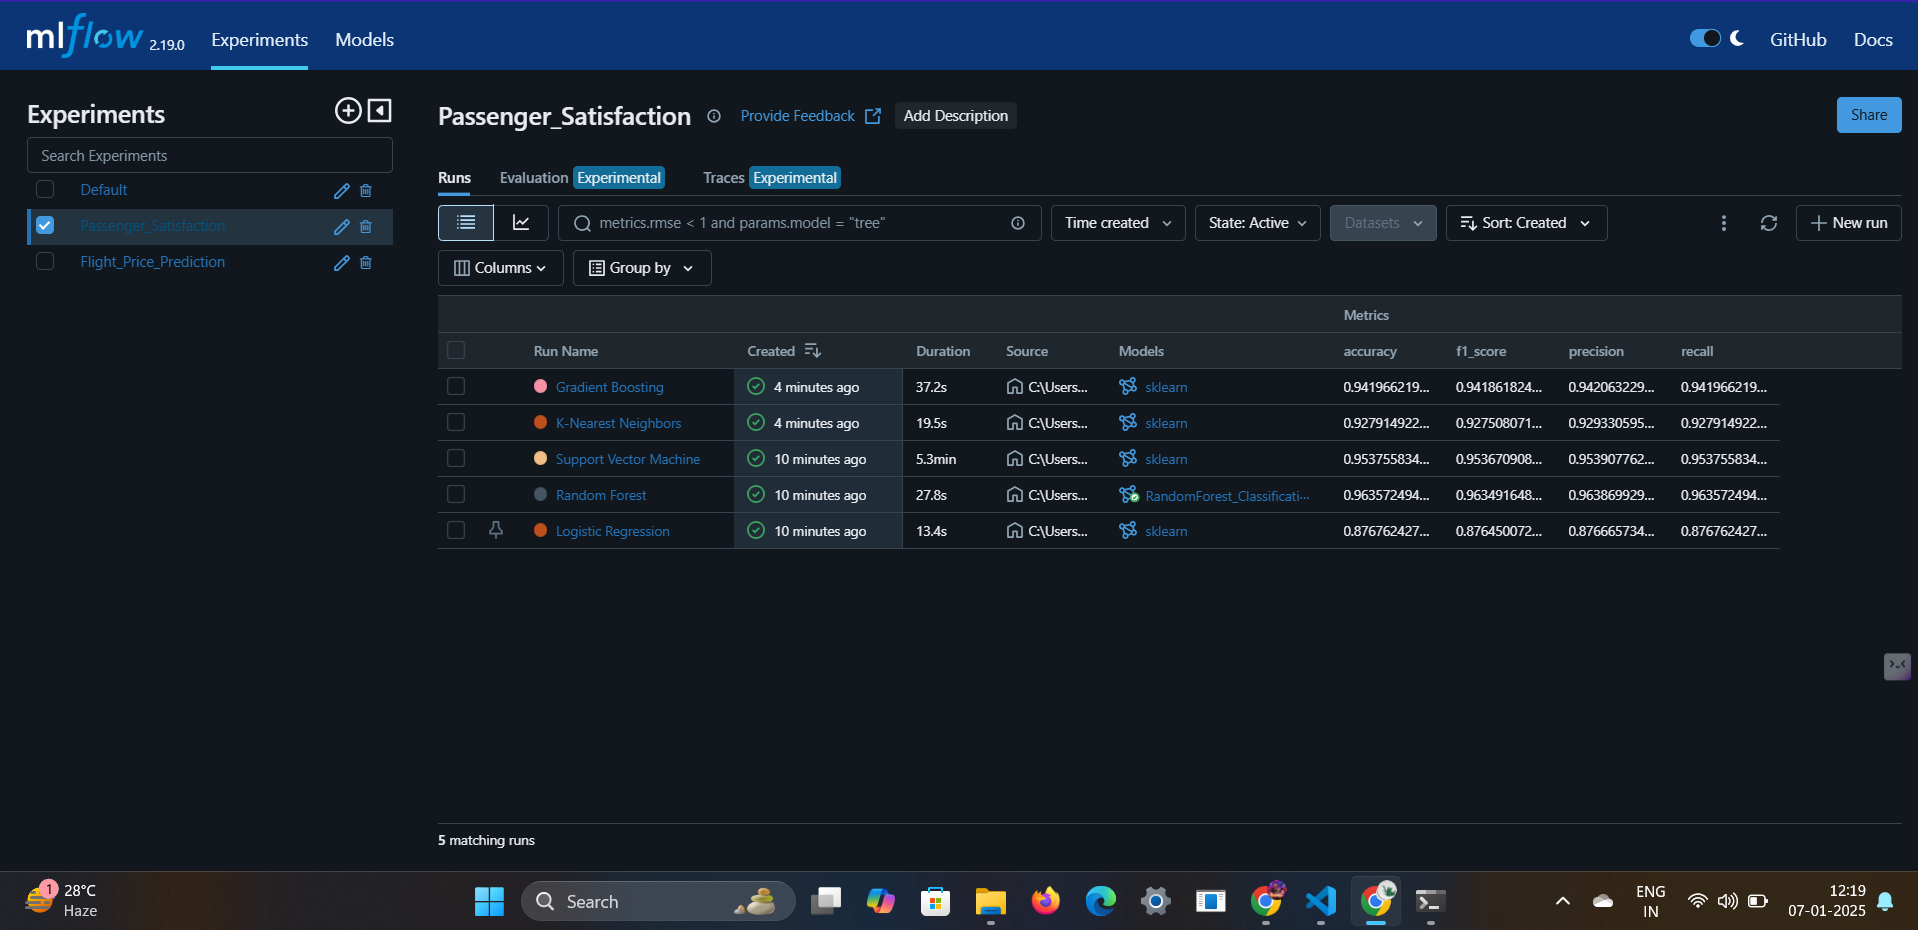 mlflow 2.19.0 Experiments Models GitHub Docs
Experiments
Search Experiments
Default
Passenger_Satisfaction
Flight_Price_Prediction
Passenger_Satisfaction Provide Feedback Add Description Share
Runs Evaluation Experimental Traces Experimental
metrics.rmse < 1 and params.model = "tree" Time created State: Active Datasets Sort: Created New run
Columns Group by
Metrics
Run Name Created Duration Source Models accuracy f1_score precision recall
Gradient Boosting 4 minutes ago 37.2s C:\Users... sklearn 0.941966219... 0.941861824... 0.942063229... 0.941966219...
K-Nearest Neighbors 4 minutes ago 19.5s C:\Users... sklearn 0.927914922... 0.927508071... 0.929330595... 0.927914922...
Support Vector Machine 10 minutes ago 5.3min C:\Users... sklearn 0.953755834... 0.953670908... 0.953907762... 0.953755834...
Random Forest 10 minutes ago 27.8s C:\Users... RandomForest_Classificati... 0.963572494... 0.963491648... 0.963869929... 0.963572494...
Logistic Regression 10 minutes ago 13.4s C:\Users... sklearn 0.876762427... 0.876450072... 0.876665734... 0.876762427...
5 matching runs
1 28°C
Haze
Search
ENG
IN
12:19
07-01-2025